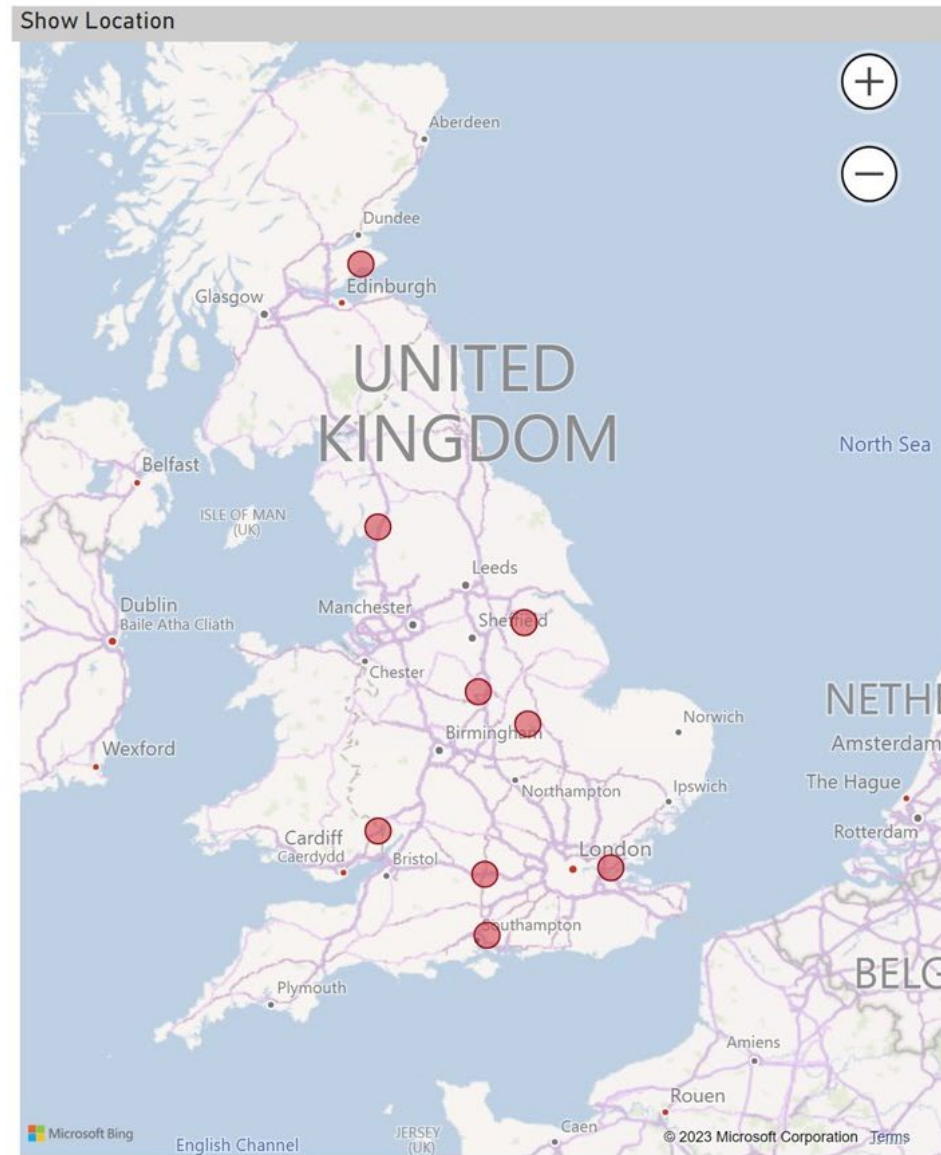 Show Location
Aberdeen
Dundee
Edinburgh
Glasgow
UNITED
KINGDOM
North Sea
Belfast
ISLE OF MAN
(UK)
Leeds
Dublin
Baile Atha Cliath
Manchester
Sheffield
Chester
NETHE
Norwich
Birmingham
Amsterdam
Wexford
The Hague
Northampton
Ipswich
Rotterdam
Cardiff
Caerdydd
Bristol
London
Southampton
BELG
Plymouth
Amiens
Rouen
Caen
JERSEY
(UK)
Microsoft Bing
English Channel
© 2023 Microsoft Corporation Terms